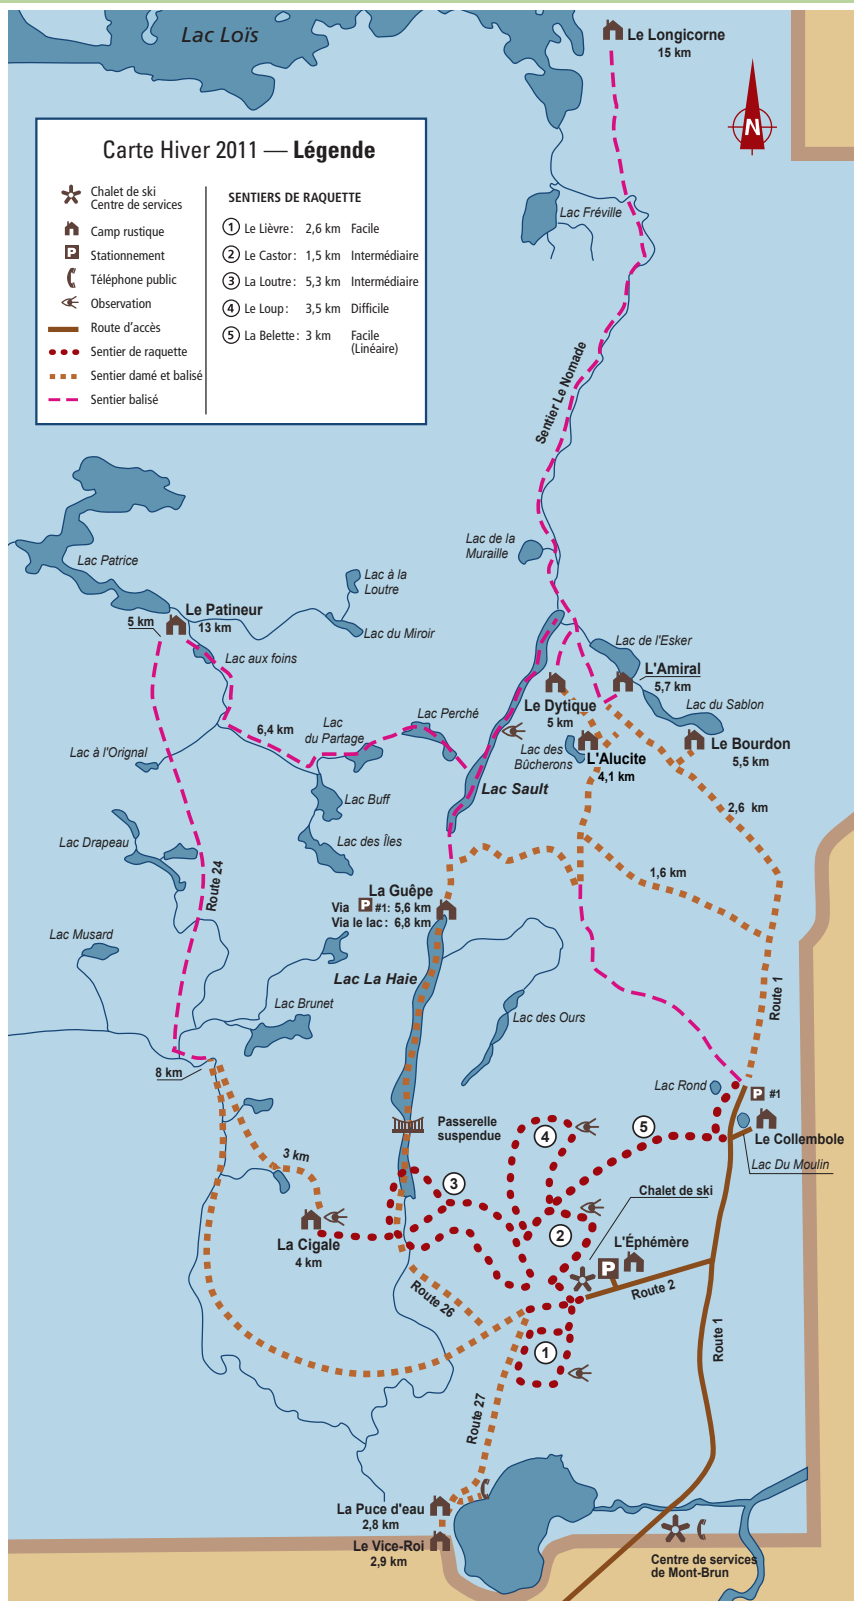 Lac Loïs
Le Longicorne
15 km
N
Carte Hiver 2011 — Légende
Chalet de ski
Centre de services
Camp rustique
P Stationnement
Téléphone public
Observation
Route d'accès
Sentier de raquette
Sentier damé et balisé
Sentier balisé
SENTIERS DE RAQUETTE
1 Le Lièvre: 2,6 km Facile
2 Le Castor: 1,5 km Intermédiaire
3 La Loutre: 5,3 km Intermédiaire
4 Le Loup: 3,5 km Difficile
5 La Belette: 3 km Facile
(Linéaire)
Lac Fréville
Sentier Le Nomade
Lac de la
Muraille
Lac Patrice
Lac à la
Loutre
Le Patineur
13 km
5 km
Lac du Miroir
Lac aux foins
Lac de l'Esker
L'Amiral
5,7 km
Le Dytique
5 km
Lac du Sablon
6,4 km
Lac
du Partage
Lac Perché
Lac à l'Orignal
Lac des
Bûcherons
L'Alucite
4,1 km
Le Bourdon
5,5 km
Lac Sault
Lac Buff
2,6 km
Lac Drapeau
Lac des Îles
Route 24
1,6 km
La Guêpe
Via P #1: 5,6 km
Via le lac: 6,8 km
Lac Musard
Lac La Haie
Lac Brunet
Lac des Ours
Route 1
8 km
Lac Rond
P #1
Passerelle
suspendue
4
5
Le Collembole
Lac Du Moulin
3 km
3
Chalet de ski
2
La Cigale
4 km
L'Éphémère
P
Route 2
Route 26
Route 1
1
Route 27
La Puce d'eau
2,8 km
Le Vice-Roi
2,9 km
Centre de services
de Mont-Brun